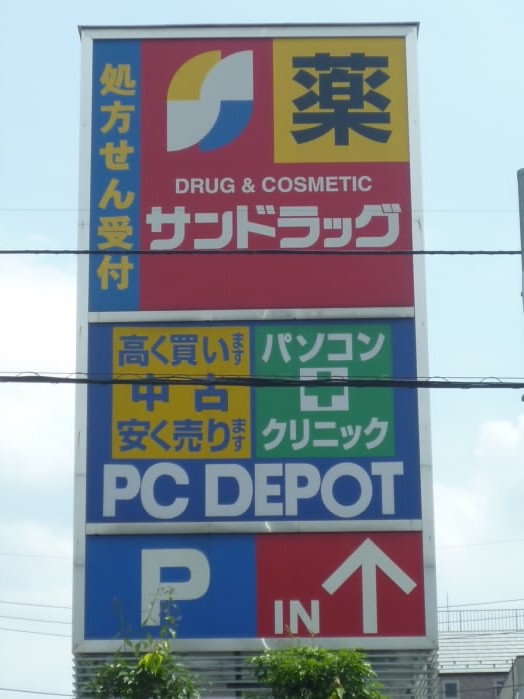 処方せん受付
薬
DRUG & COSMETIC
サンドラッグ
高く買います
中古
安く売ります
パソコン
クリニック
PC DEPOT
P
IN